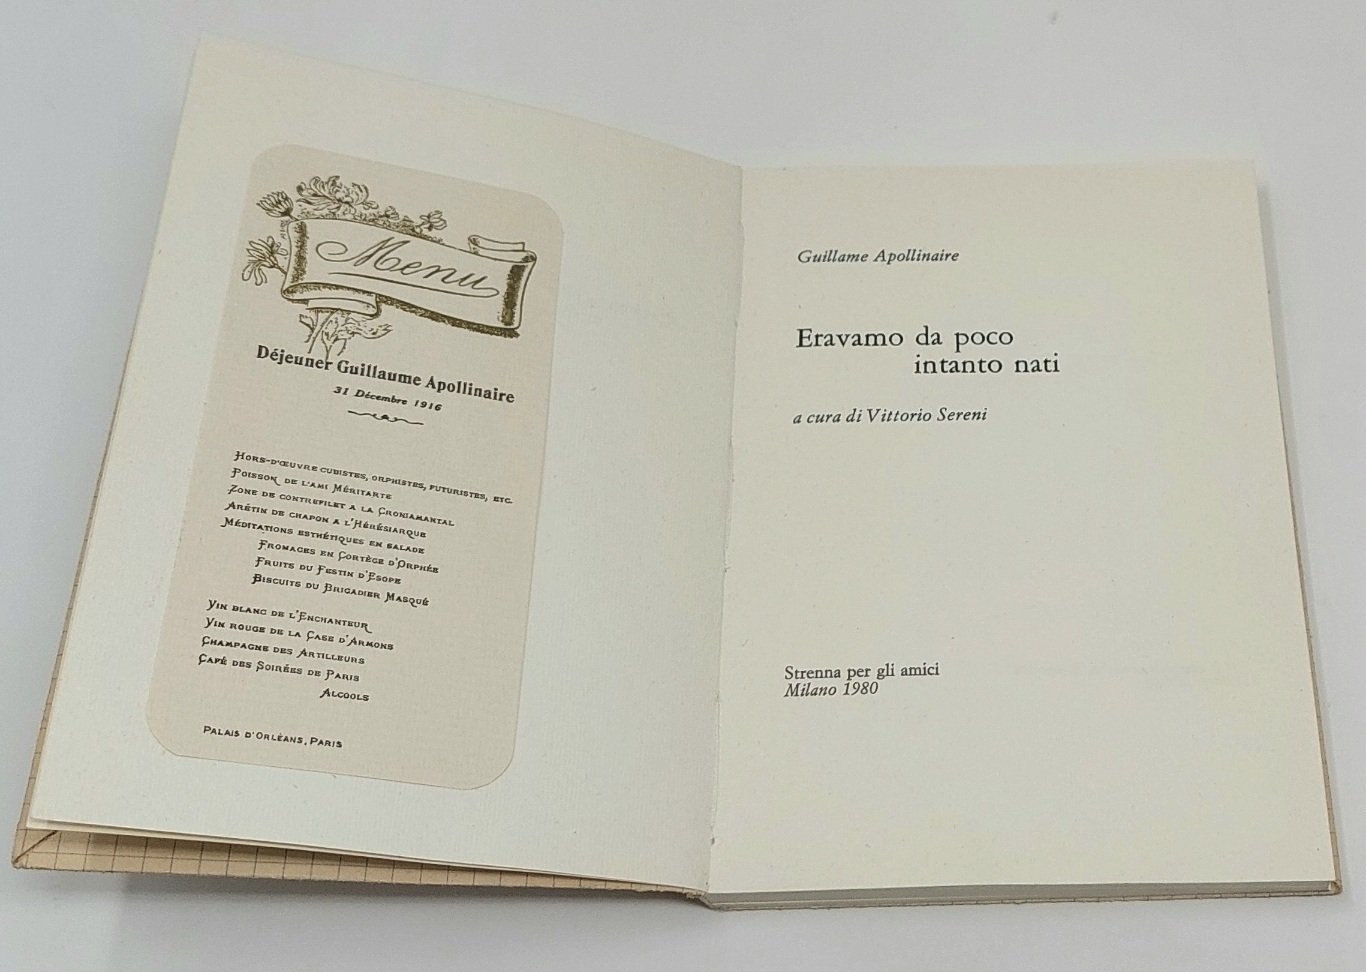 Menu
Déjeuner Guillaume Apollinaire
31 Décembre 1916
Hors-d'œuvre cubistes, orphistes, futuristes, etc.
Poisson de l'ami Méritarte
Zone de contrefilet a la Croniamantal
Arétin de chapon a l'Hérésiarque
Méditations esthétiques en salade
Fromages en Cortège d'Orphée
Fruits du Festin d'Esope
Biscuits du Brigadier Masqué
Vin blanc de l'Enchanteur
Vin rouge de la Case d'Armons
Champagne des Artilleurs
Café des Soirées de Paris
Alcools
Palais d'Orléans, Paris
Guillame Apollinaire
Eravamo da poco
intanto nati
a cura di Vittorio Sereni
Strenna per gli amici
Milano 1980